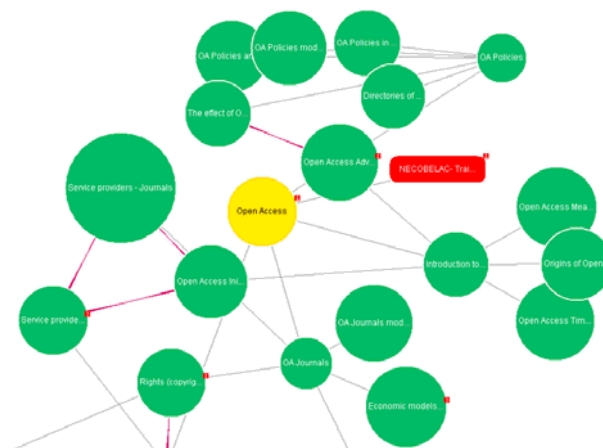 OA Policies an
OA Policies mod...
OA Policies in ...
OA Policies
Directories of ...
The effect of O...
Open Access Adv...
NECOBELAC- Trai...
Service providers - Journals
Open Access
Open Access Mea...
Origins of Open
Introduction to...
Open Access Ini...
Open Access Tim...
Service provide...
OA Journals mod...
OA Journals
Rights (copyrig...
Economic models...